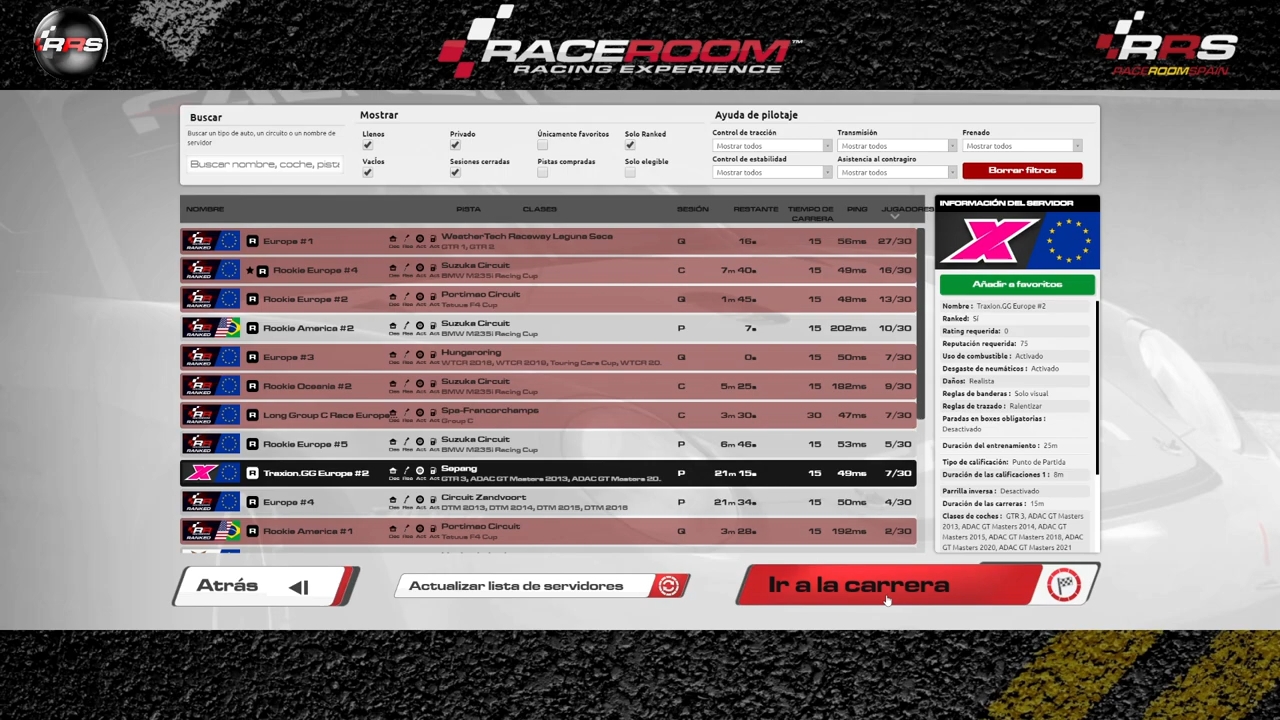 RRS
RACEROOM™
RACING EXPERIENCE
RRS
RACEROOMSPAIN
Buscar
Buscar un tipo de auto, un circuito o un nombre de servidor
Buscar nombre, coche, pist
Mostrar
Llenos
Privado
Únicamente favoritos
Solo Ranked
Vacíos
Sesiones cerradas
Pistas compradas
Solo elegible
Ayuda de pilotaje
Control de tracción
Transmisión
Frenado
Mostrar todos
Mostrar todos
Mostrar todos
Control de estabilidad
Asistencia al contragiro
Mostrar todos
Mostrar todos
Borrar filtros
NOMBRE PISTA CLASES SESIÓN RESTANTE TIEMPO DE CARRERA PING JUGADORES
RANKED R Europe #1 WeatherTech Raceway Laguna Seca Q 16s 15 56ms 27/30
GTR 1, GTR 2
RANKED R Rookie Europe #4 Suzuka Circuit C 7m 40s 15 49ms 16/30
BMW M235i Racing Cup
RANKED R Rookie Europe #2 Portimao Circuit Q 1m 45s 15 48ms 13/30
Tatuus F4 Cup
RANKED R Rookie America #2 Suzuka Circuit P 7s 15 202ms 10/30
BMW M235i Racing Cup
RANKED R Europe #3 Hungaroring Q 0s 15 50ms 7/30
WTCR 2018, WTCR 2019, Touring Cars Cup, WTCR 20..
RANKED R Rookie Oceania #2 Suzuka Circuit C 5m 25s 15 182ms 9/30
BMW M235i Racing Cup
RANKED R Long Group C Race Europe Spa-Francorchamps C 3m 30s 30 47ms 7/30
Group C
RANKED R Rookie Europe #5 Suzuka Circuit P 6m 46s 15 53ms 5/30
BMW M235i Racing Cup
R Traxion.GG Europe #2 Sepang P 21m 15s 15 49ms 7/30
GTR 3, ADAC GT Masters 2013, ADAC GT Masters 20..
RANKED R Europe #4 Circuit Zandvoort P 21m 34s 15 50ms 4/30
DTM 2013, DTM 2014, DTM 2015, DTM 2016
RANKED R Rookie America #1 Portimao Circuit Q 3m 28s 15 192ms 2/30
Tatuus F4 Cup
INFORMACIÓN DEL SERVIDOR
Añadir a favoritos
Nombre : Traxion.GG Europe #2
Ranked: Sí
Rating requerida: 0
Reputación requerida: 75
Uso de combustible : Activado
Desgaste de neumáticos : Activado
Daños: Realista
Reglas de banderas : Solo visual
Reglas de trazado : Ralentizar
Paradas en boxes obligatorias :
Desactivado
Duración del entrenamiento : 25m
Tipo de calificación: Punto de Partida
Duración de las calificaciones 1 : 8m
Parrilla inversa : Desactivado
Duración de las carreras : 15m
Clases de coches : GTR 3, ADAC GT Masters
2013, ADAC GT Masters 2014, ADAC GT
Masters 2015, ADAC GT Masters 2018, ADAC
GT Masters 2020, ADAC GT Masters 2021
Atrás
Actualizar lista de servidores
Ir a la carrera